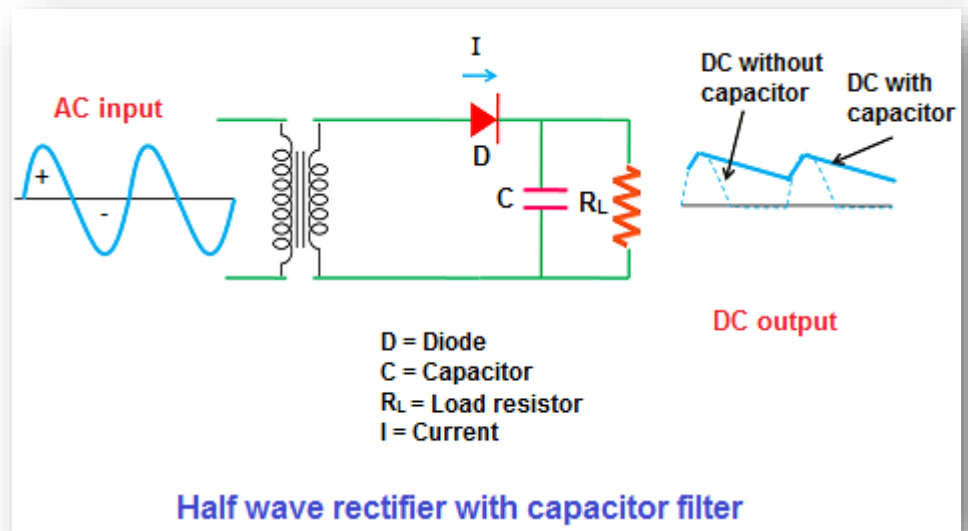 I
DC without
capacitor
DC with
capacitor
AC input
+
-
D
C
RL
DC output
D = Diode
C = Capacitor
RL = Load resistor
I = Current
Half wave rectifier with capacitor filter